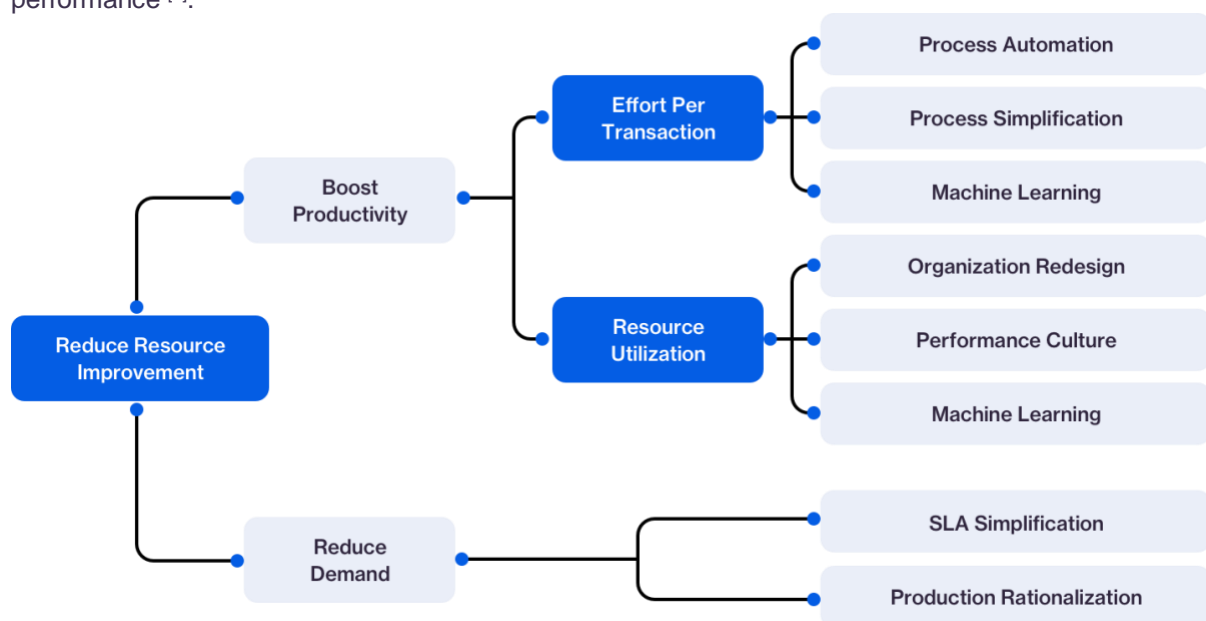 performance [..].
Process Automation
Effort Per
Transaction
Process Simplification
Boost
Productivity
Machine Learning
Organization Redesign
Resource
Utilization
Performance Culture
Reduce Resource
Improvement
Machine Learning
SLA Simplification
Reduce
Demand
Production Rationalization